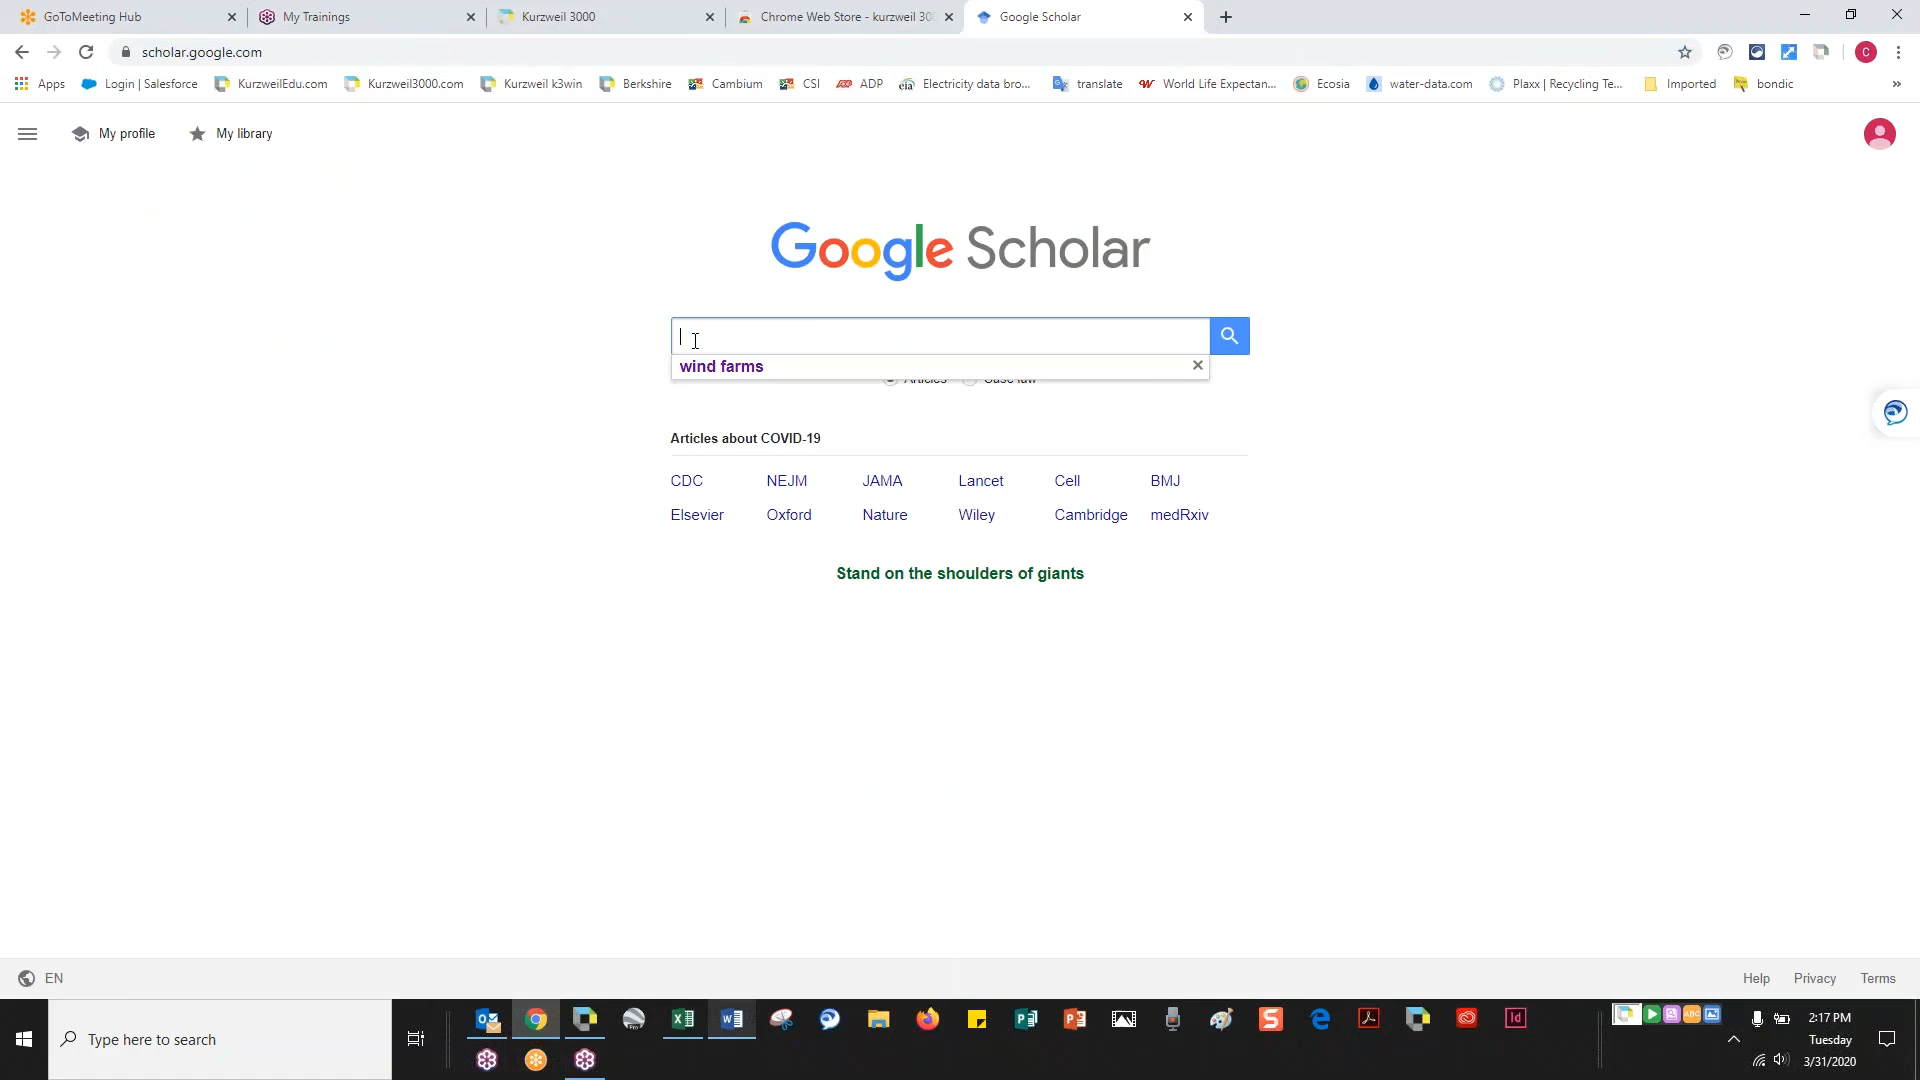 GoToMeeting Hub
My Trainings
Kurzweil 3000
Chrome Web Store - kurzweil 30
Google Scholar
scholar.google.com
C
Apps
Login | Salesforce
KurzweilEdu.com
Kurzweil3000.com
Kurzweil k3win
Berkshire
Cambium
CSI
ADP
eia
Electricity data bro...
translate
World Life Expectan...
Ecosia
water-data.com
Plaxx | Recycling Te...
Imported
bondic
»
My profile
My library
Google Scholar
wind farms
Articles
Case law
Articles about COVID-19
CDC NEJM JAMA Lancet Cell BMJ
Elsevier Oxford Nature Wiley Cambridge medRxiv
Stand on the shoulders of giants
EN
Help Privacy Terms
Type here to search
2:17 PM
Tuesday
3/31/2020